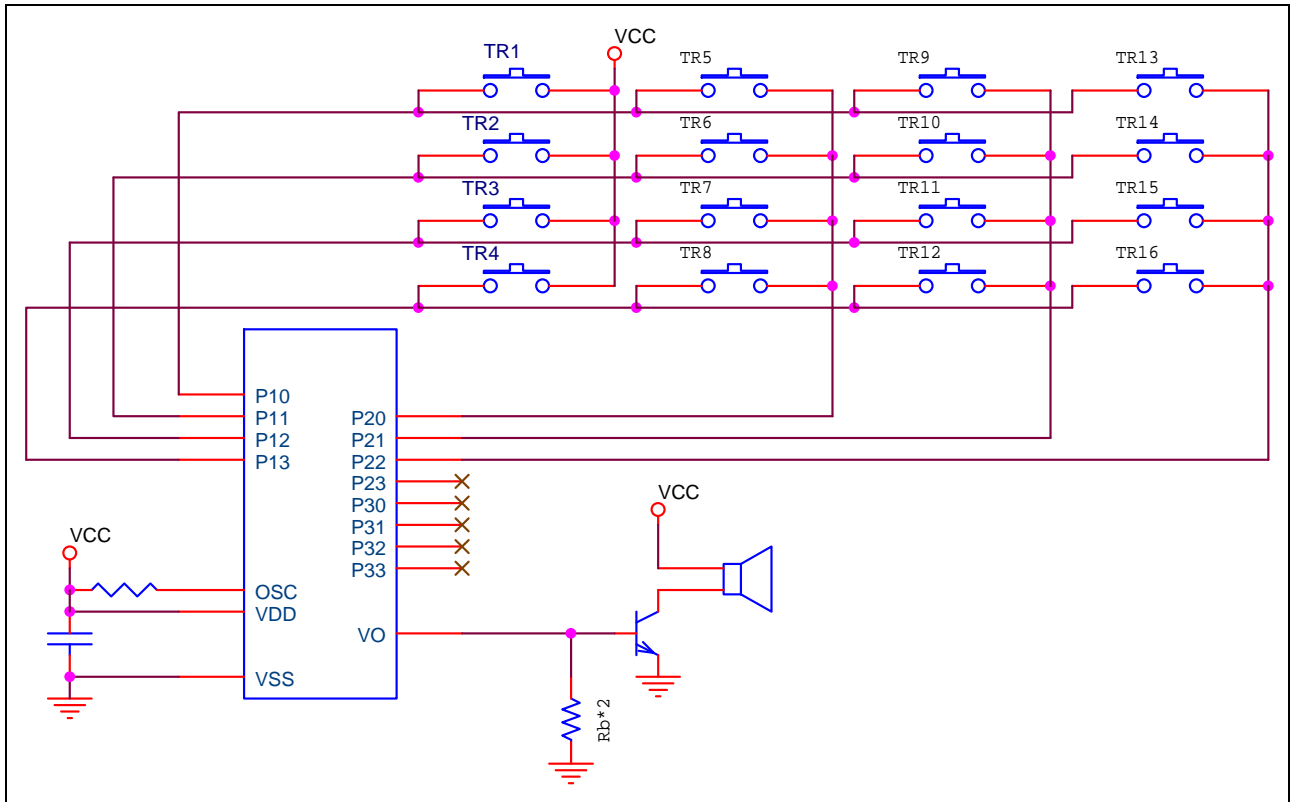 VCC
TR1
TR5
TR9
TR13
TR2
TR6
TR10
TR14
TR3
TR7
TR11
TR15
TR4
TR8
TR12
TR16
P10
P11
P12
P13
P20
P21
P22
P23
P30
P31
P32
P33
VCC
VCC
OSC
VDD
VO
VSS
Rb*2